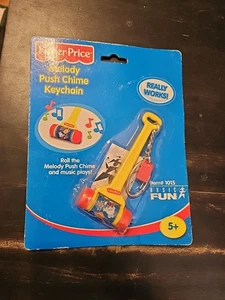 Fisher-Price
Melody
Push Chime
Keychain
REALLY
WORKS!
Roll the
Melody Push Chime
and music plays!
Item# 1015
BASIC
FUN
5+